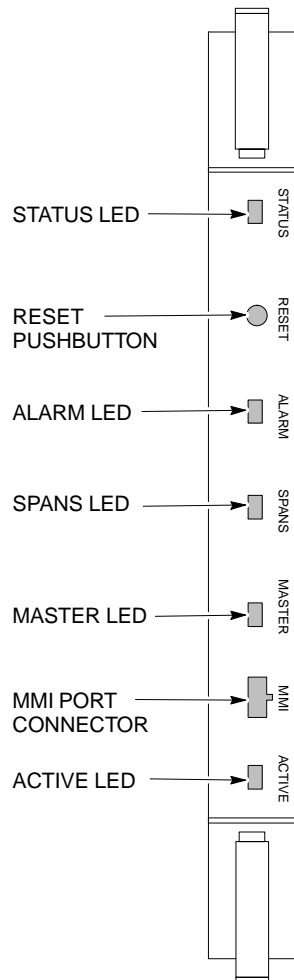 STATUS LED
STATUS
RESET
PUSHBUTTON
RESET
ALARM LED
ALARM
SPANS LED
SPANS
MASTER LED
MASTER
MMI PORT
CONNECTOR
MMI
ACTIVE LED
ACTIVE